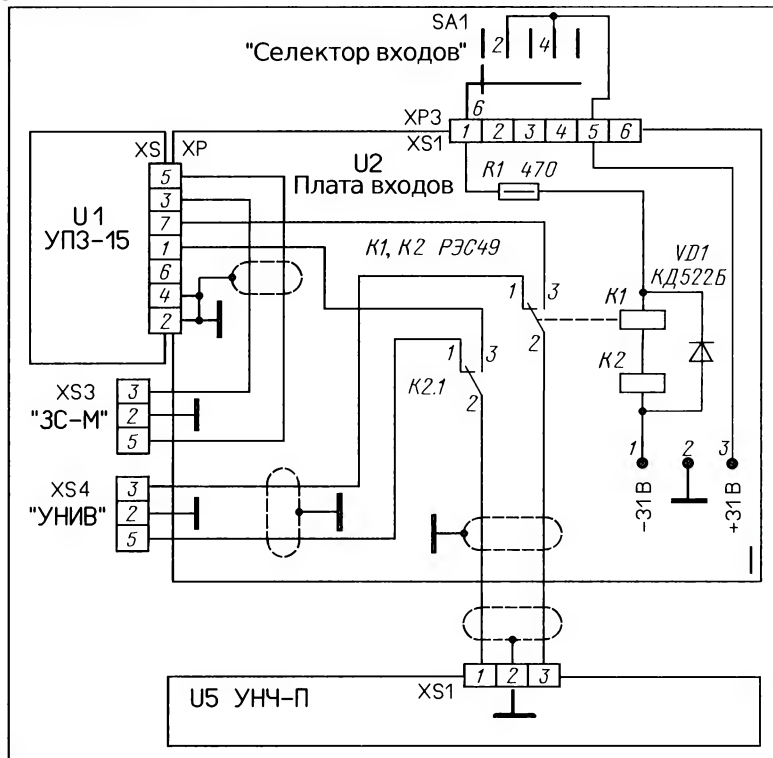 SA1
2 4
"Селектор входов"
6
XP3
XS1
1 2 3 4 5 6
XS XP
U2
Плата входов
R1 470
U1
УПЗ-15
5
3
7
1
6
4
2
K1, K2 РЭС49
VD1
КД522Б
1 3
2
K1
K2
1 3
2
K2.1
XS3
"ЗС-М"
3
2
5
XS4
"УНИВ"
3
2
5
1 2 3
-31В
+31В
U5 УНЧ-П
XS1
1 2 3